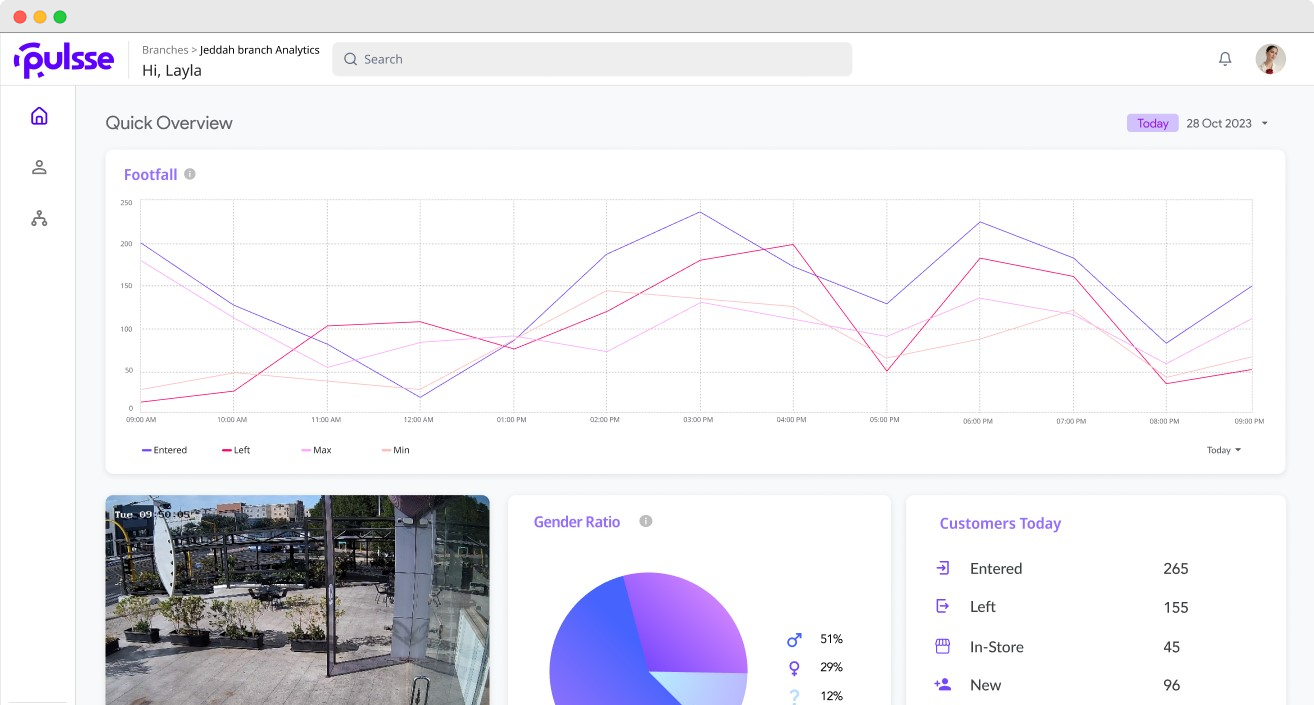 pulsse
Branches > Jeddah branch Analytics
Hi, Layla
Search
Quick Overview
Today 28 Oct 2023
Footfall
250
200
150
100
50
0
09:00 AM 10:00 AM 11:00 AM 12:00 AM 01:00 PM 02:00 PM 03:00 PM 04:00 PM 05:00 PM 06:00 PM 07:00 PM 08:00 PM 09:00 PM
Entered Left Max Min
Today
Tue 09:50:05
Gender Ratio
51%
29%
? 12%
Customers Today
Entered 265
Left 155
In-Store 45
New 96